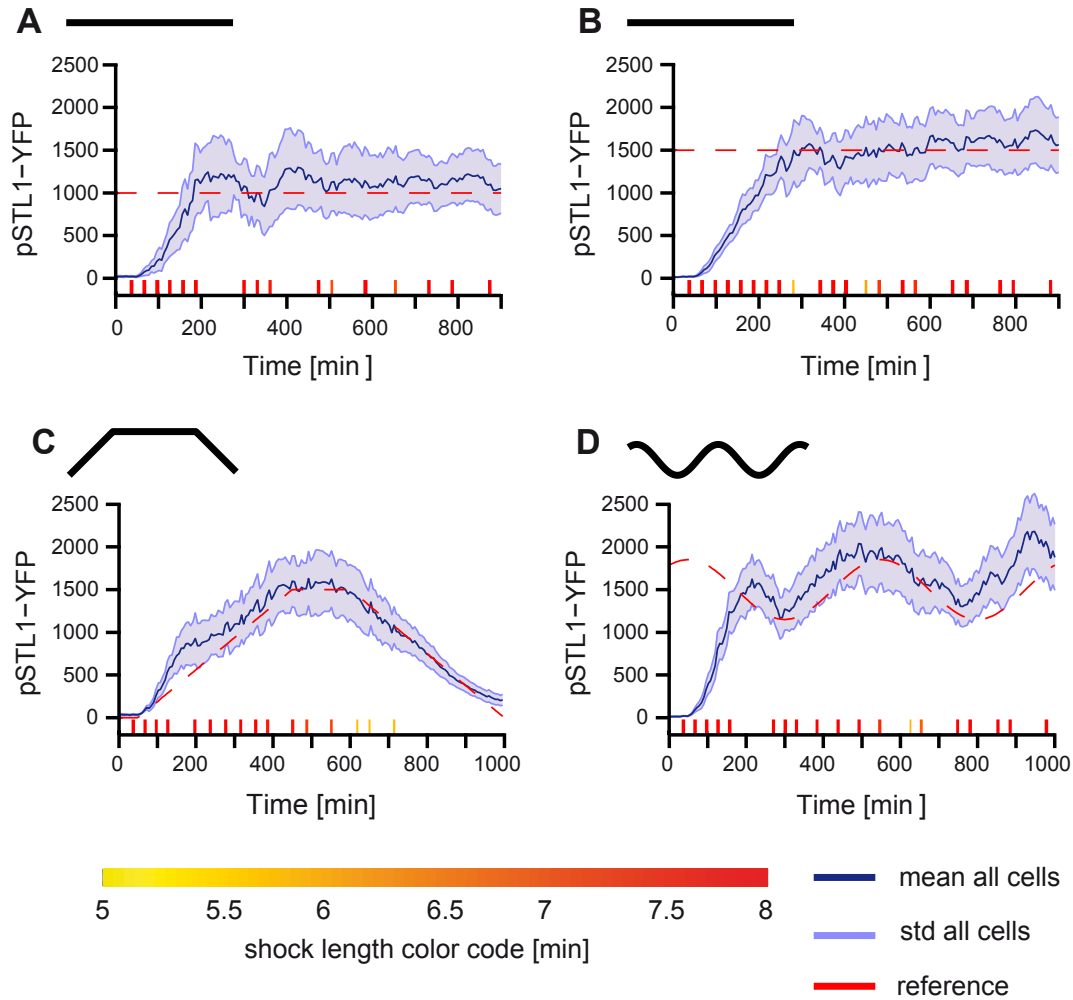 A
2500
2000
1500
1000
500
0
pSTL1−YFP
0 200 400 600 800
Time [min ]
B
2500
2000
1500
1000
500
0
pSTL1−YFP
0 200 400 600 800
Time [min ]
C
2500
2000
1500
1000
500
0
pSTL1−YFP
0 200 400 600 800 1000
Time [min]
D
2500
2000
1500
1000
500
0
pSTL1−YFP
0 200 400 600 800 1000
Time [min ]
5 5.5 6 6.5 7 7.5 8
shock length color code [min]
mean all cells
std all cells
reference